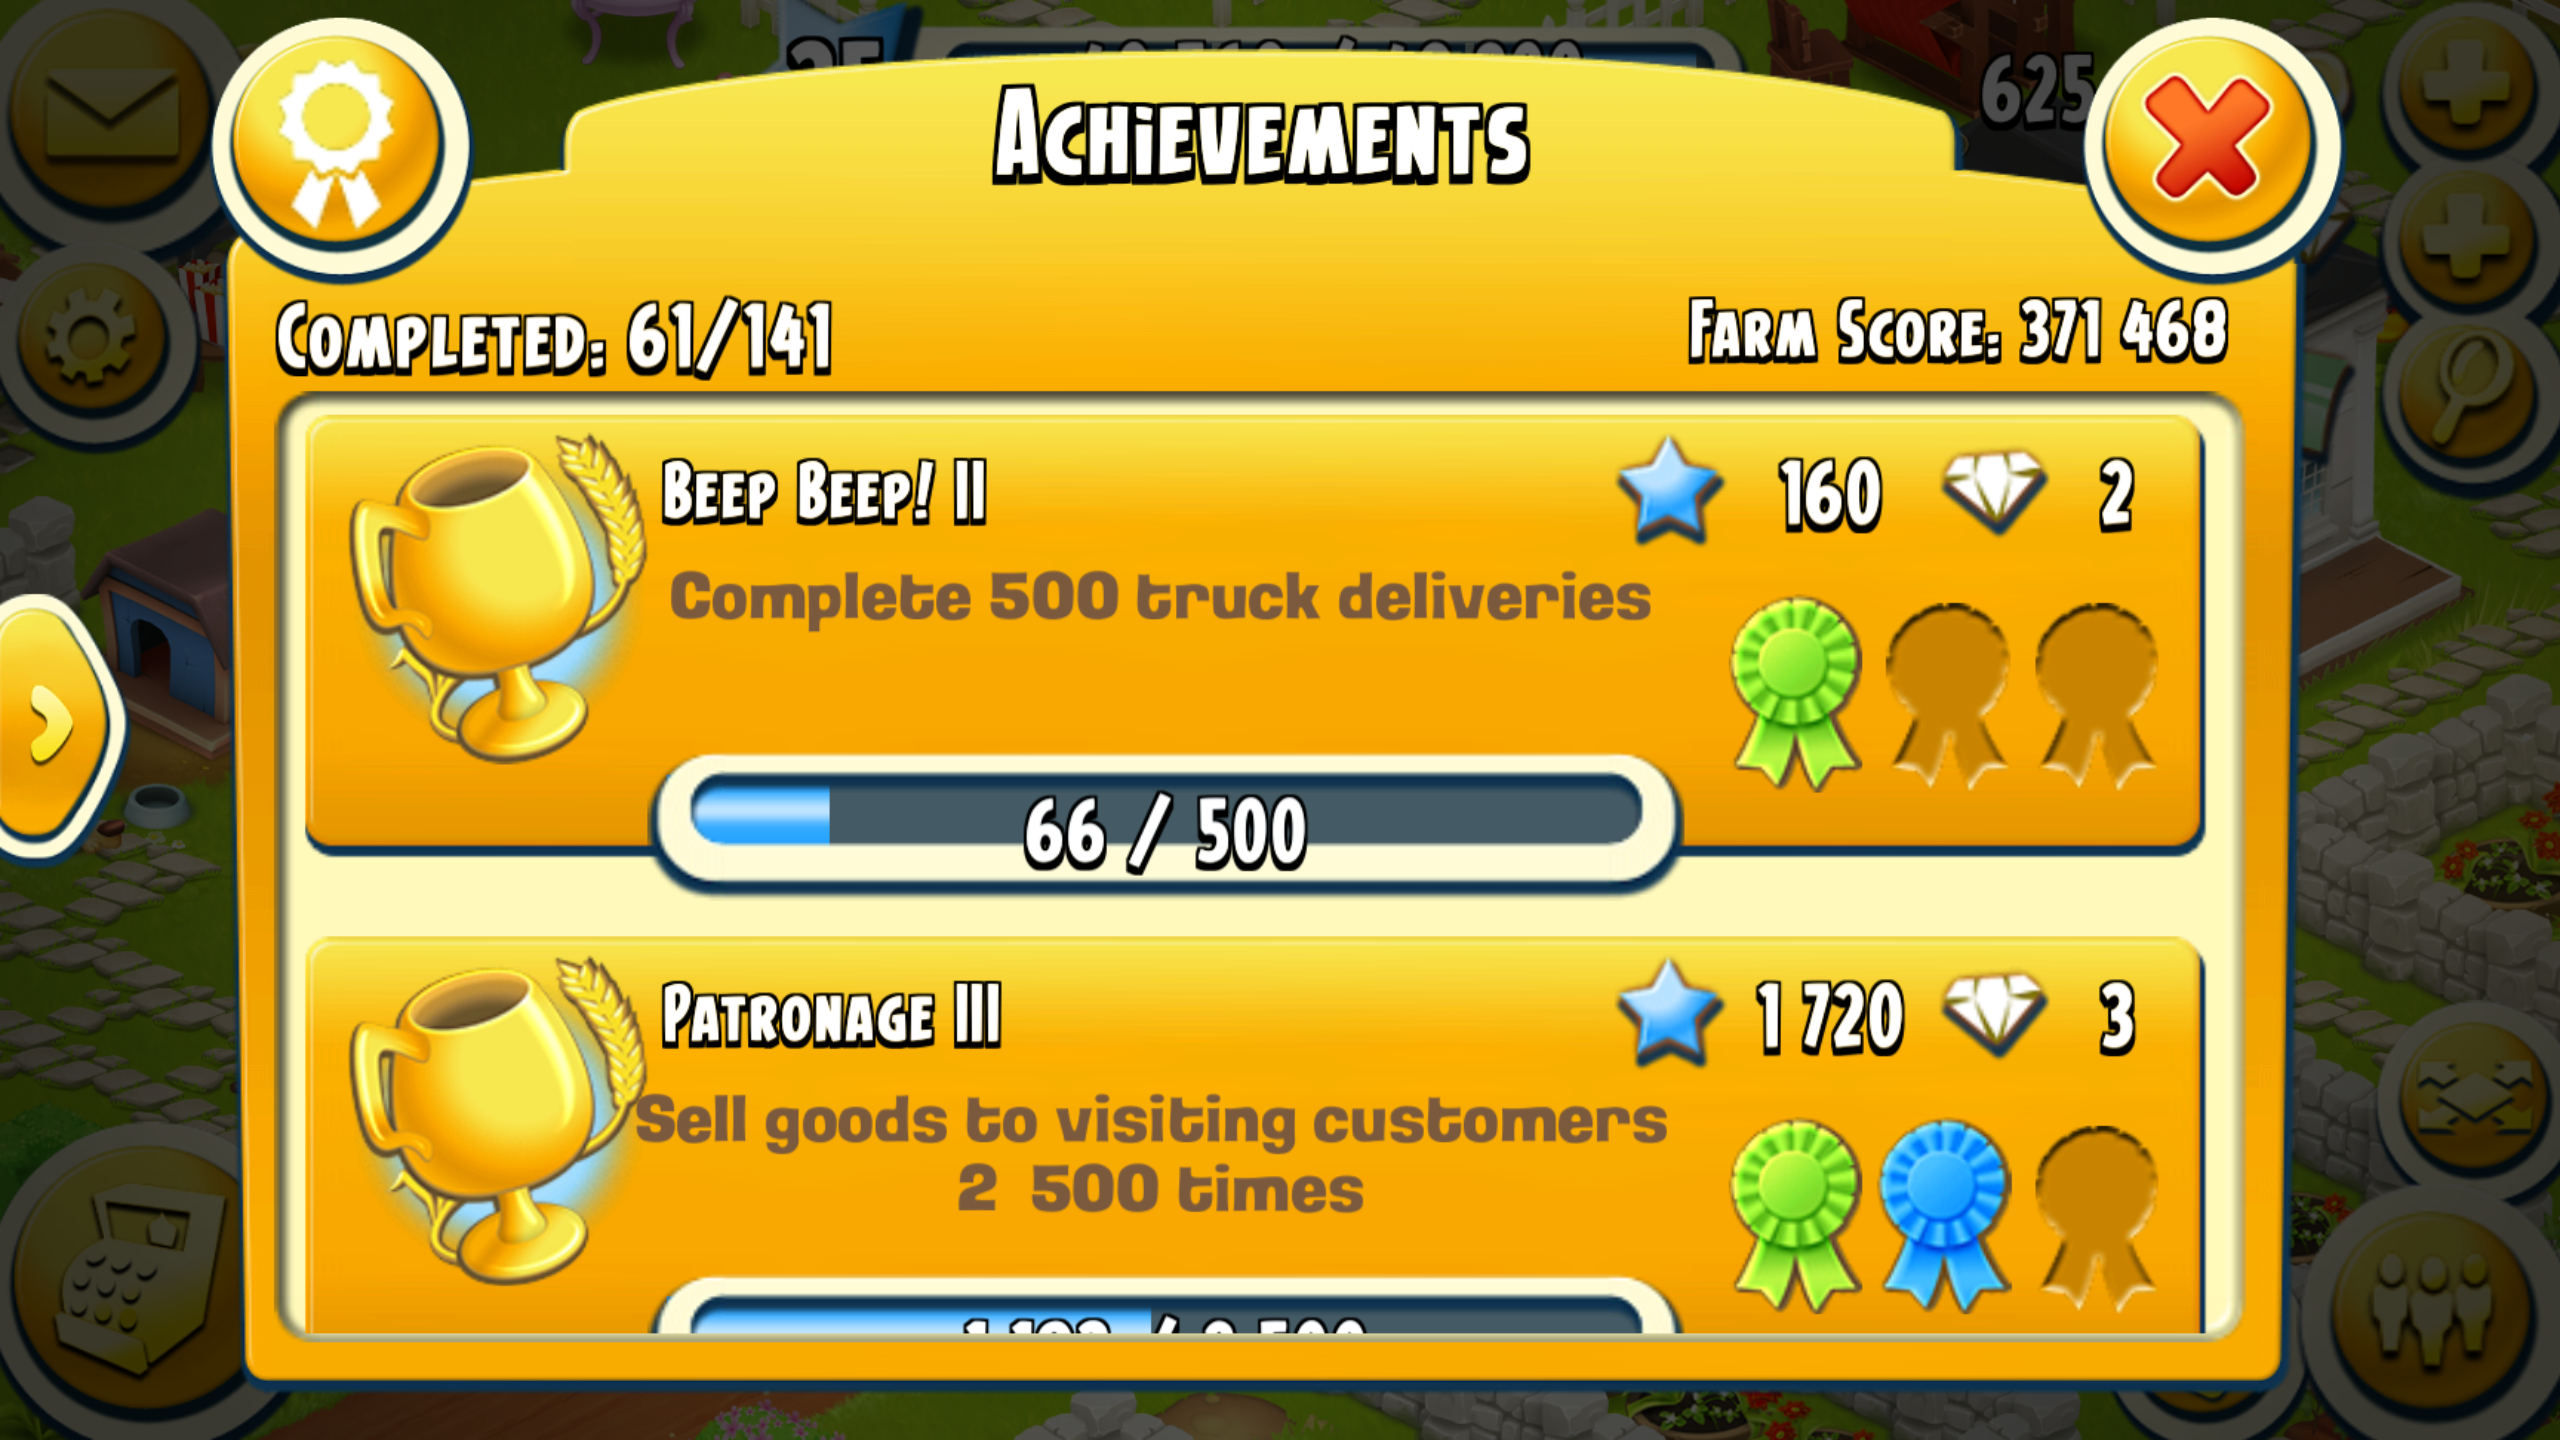 625
Achievements
Completed: 61/141
Farm Score: 371 468
Beep Beep! II
160
2
Complete 500 truck deliveries
66 / 500
Patronage III
1 720
3
Sell goods to visiting customers
2 500 times